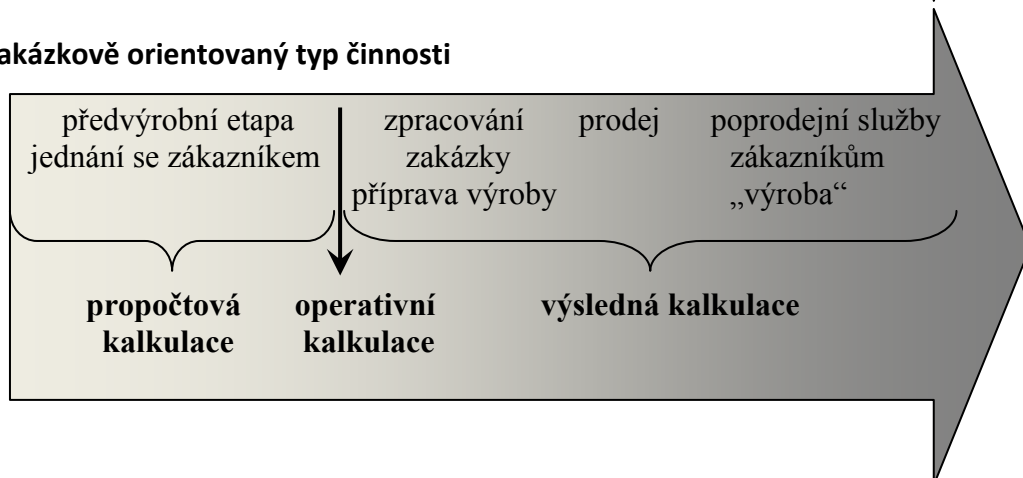 akázkově orientovaný typ činnosti
předvýrobní etapa
jednání se zákazníkem
zpracování
zakázky
příprava výroby
prodej
poprodejní služby
zákazníkům
„výroba“
propočtová
kalkulace
operativní
kalkulace
výsledná kalkulace